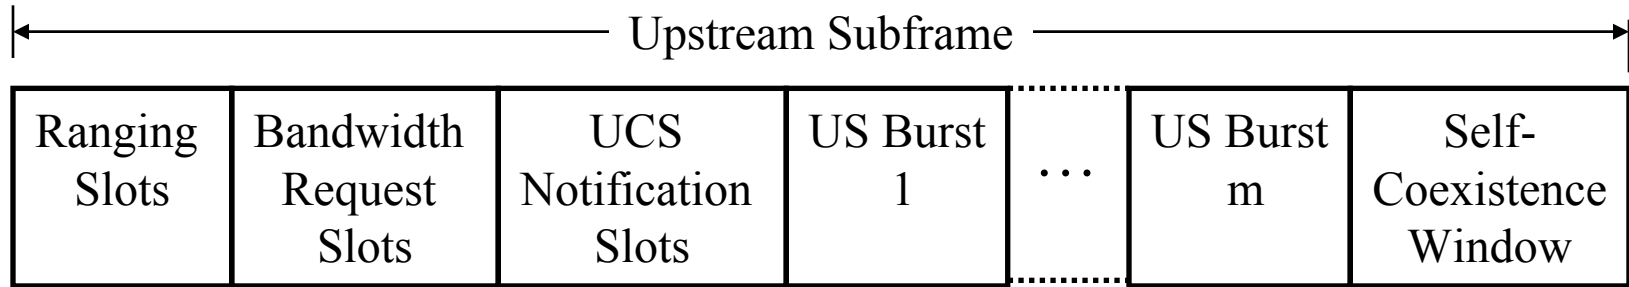 Upstream Subframe
Ranging
Slots
Bandwidth
Request
Slots
UCS
Notification
Slots
US Burst
1
…
US Burst
m
Self-
Coexistence
Window